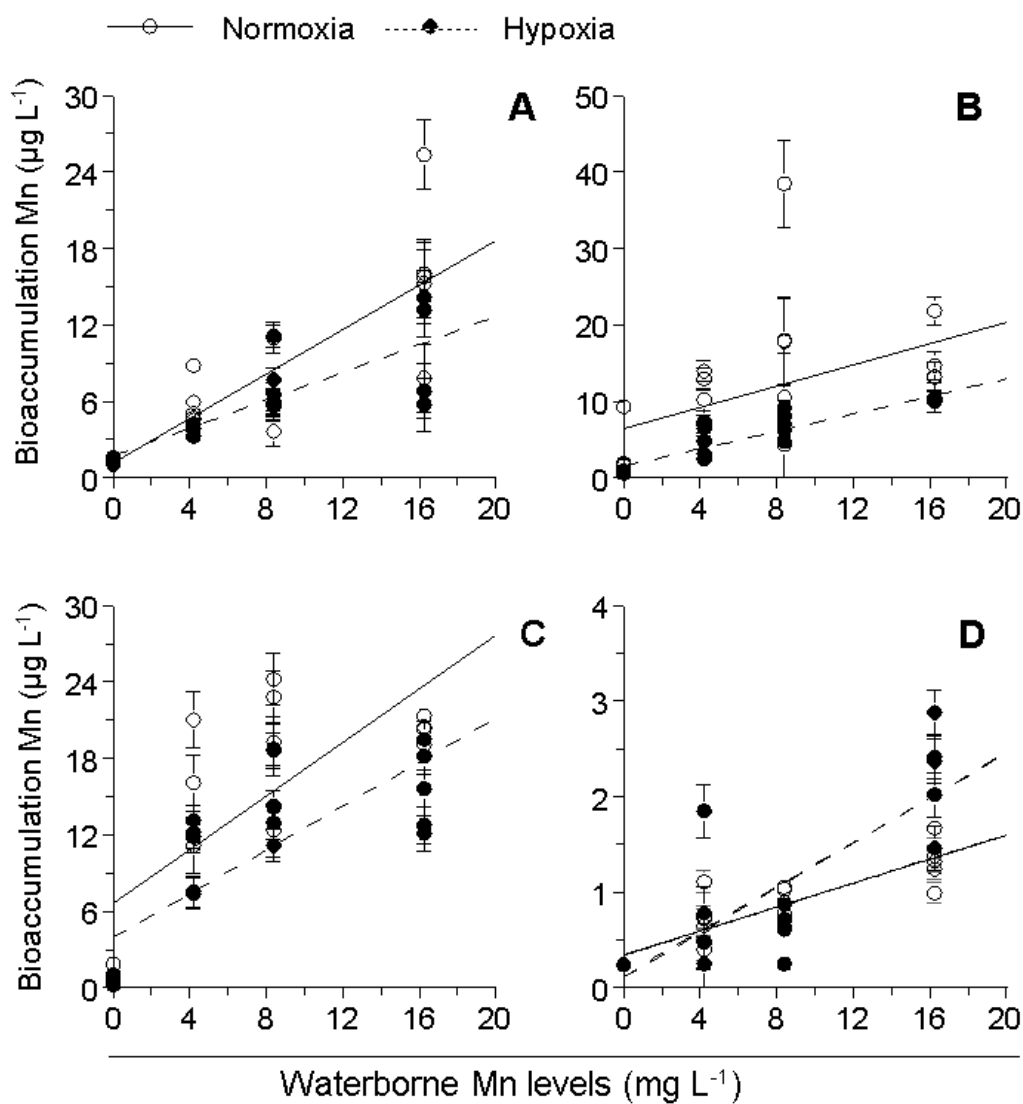 Normoxia Hypoxia
A
Bioaccumulation Mn (µg L⁻¹)
30
24
18
12
6
0
0 4 8 12 16 20
B
50
40
30
20
10
0
0 4 8 12 16 20
C
Bioaccumulation Mn (µg L⁻¹)
30
24
18
12
6
0
0 4 8 12 16 20
D
4
3
2
1
0
0 4 8 12 16 20
Waterborne Mn levels (mg L⁻¹)